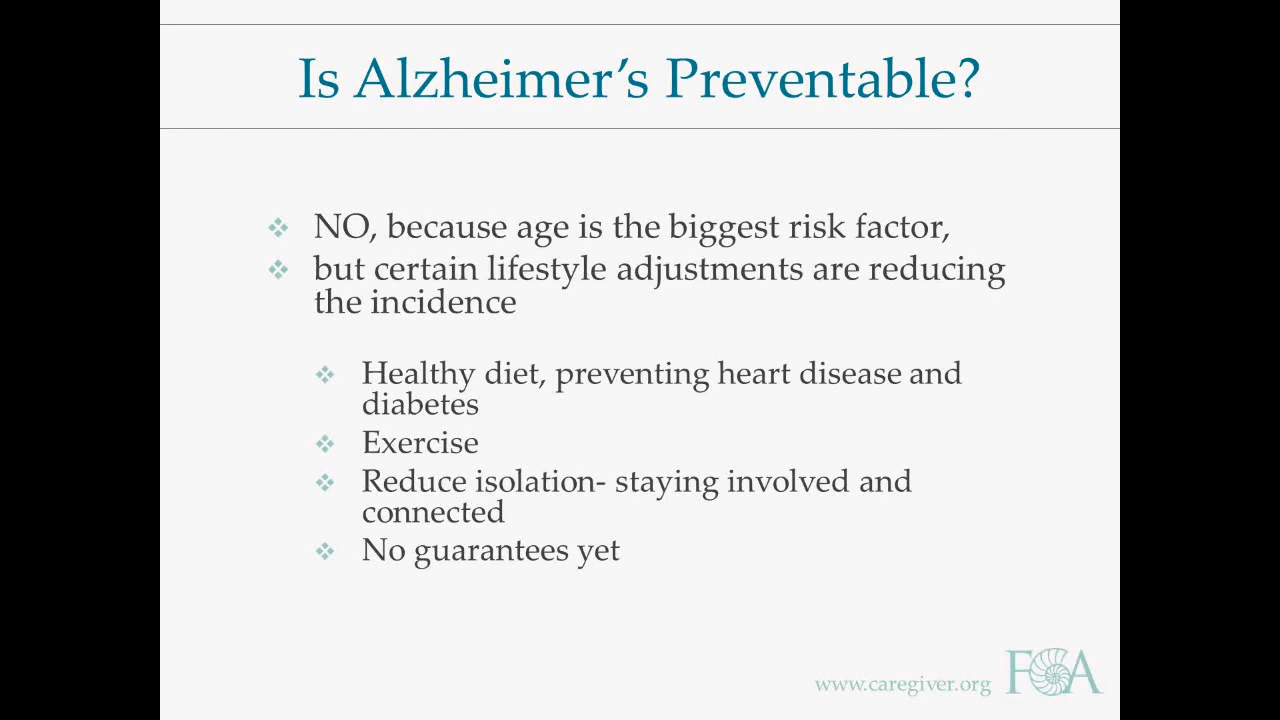 Is Alzheimer’s Preventable?
NO, because age is the biggest risk factor,
but certain lifestyle adjustments are reducing
the incidence
Healthy diet, preventing heart disease and
diabetes
Exercise
Reduce isolation- staying involved and
connected
No guarantees yet
www.caregiver.org FCA